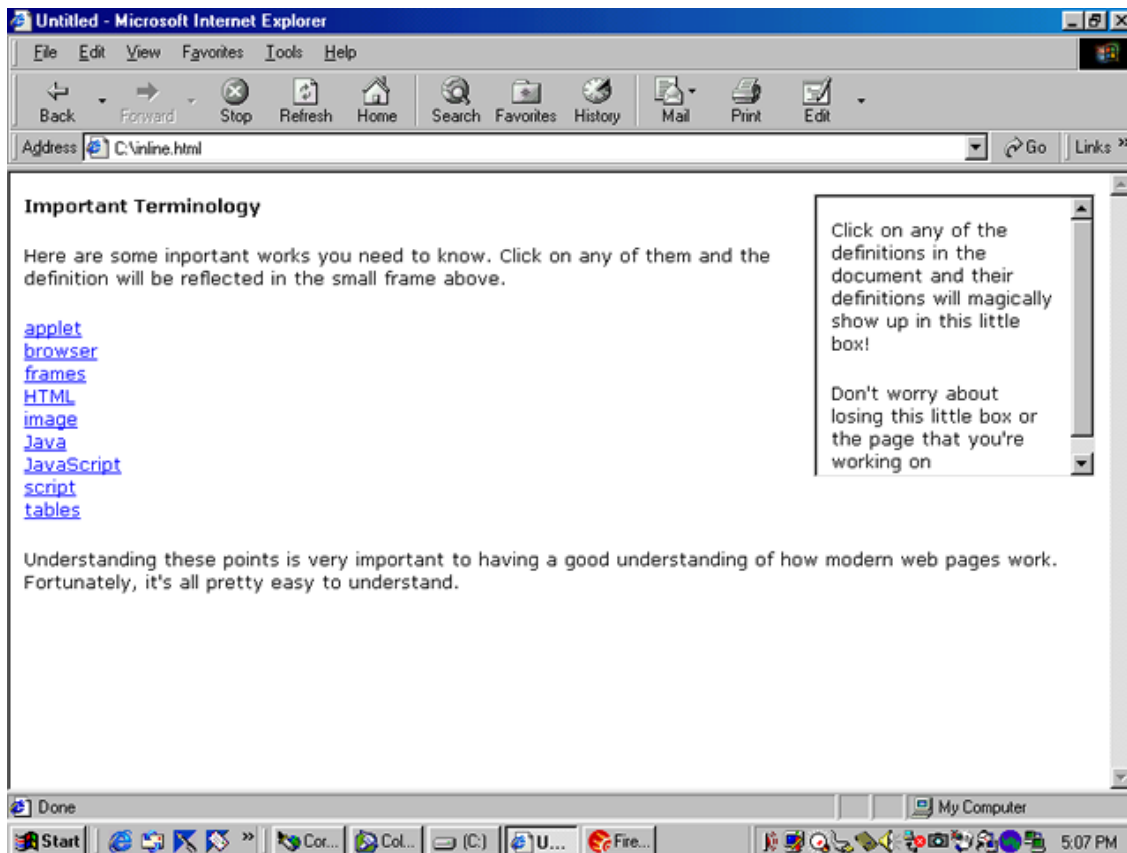 Untitled - Microsoft Internet Explorer
File Edit View Favorites Tools Help
Back Forward Stop Refresh Home Search Favorites History Mail Print Edit
Address C:\inline.html Go Links »
Important Terminology
Here are some inportant works you need to know. Click on any of them and the
definition will be reflected in the small frame above.
applet
browser
frames
HTML
image
Java
JavaScript
script
tables
Click on any of the
definitions in the
document and their
definitions will magically
show up in this little
box!
Don't worry about
losing this little box or
the page that you're
working on
Understanding these points is very important to having a good understanding of how modern web pages work.
Fortunately, it's all pretty easy to understand.
Done My Computer
Start » Cor... Col... (C:) U... Fire... 5:07 PM